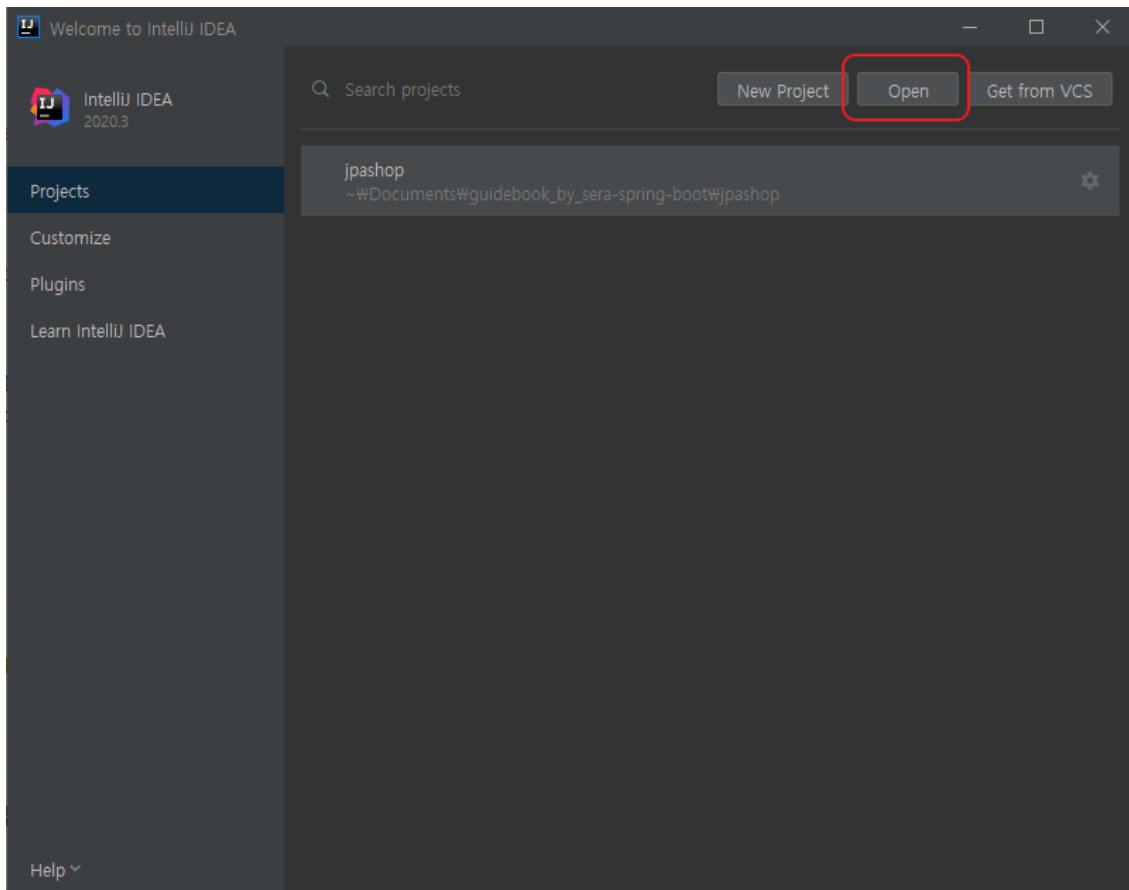 Welcome to IntelliJ IDEA
IntelliJ IDEA
2020.3
Search projects
New Project
Open
Get from VCS
jpashop
~₩Documents₩guidebook_by_sera-spring-boot₩jpashop
Projects
Customize
Plugins
Learn IntelliJ IDEA
Help